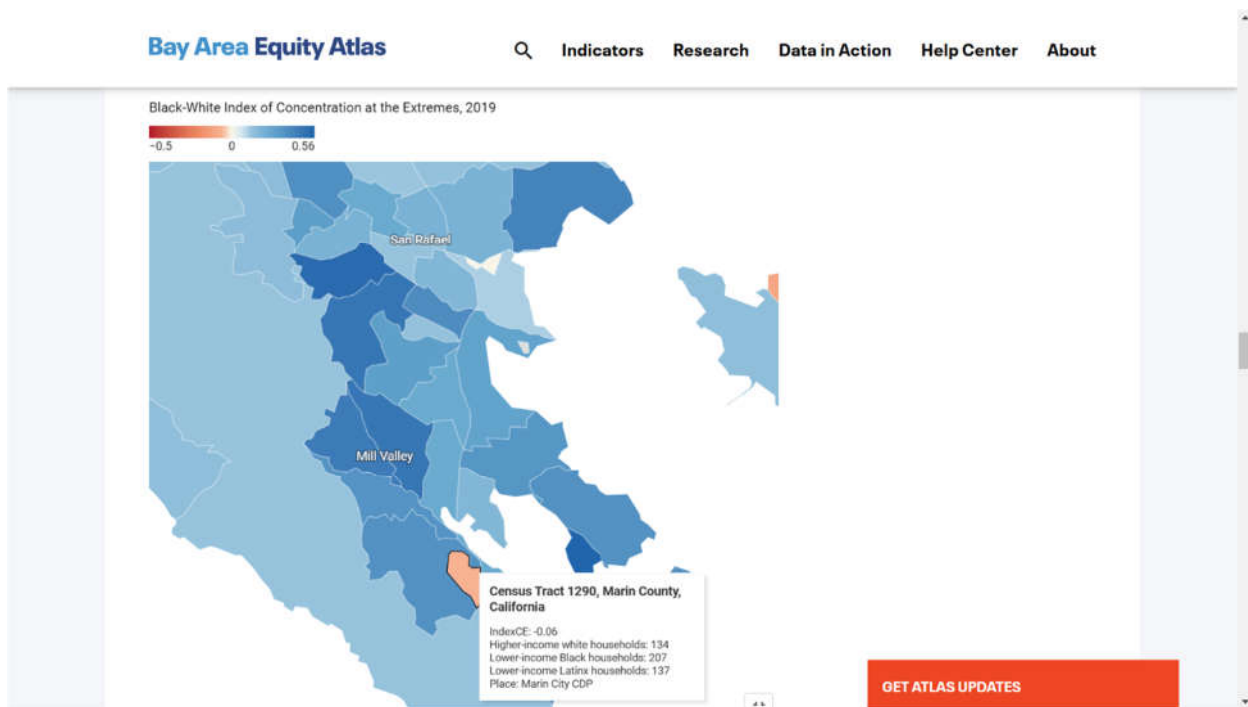 Bay Area Equity Atlas
Indicators Research Data in Action Help Center About
Black-White Index of Concentration at the Extremes, 2019
-0.5 0 0.56
San Rafael
Mill Valley
Census Tract 1290, Marin County,
California
IndexCE: -0.06
Higher-income white households: 134
Lower-income Black households: 207
Lower-income Latinx households: 137
Place: Marin City CDP
GET ATLAS UPDATES